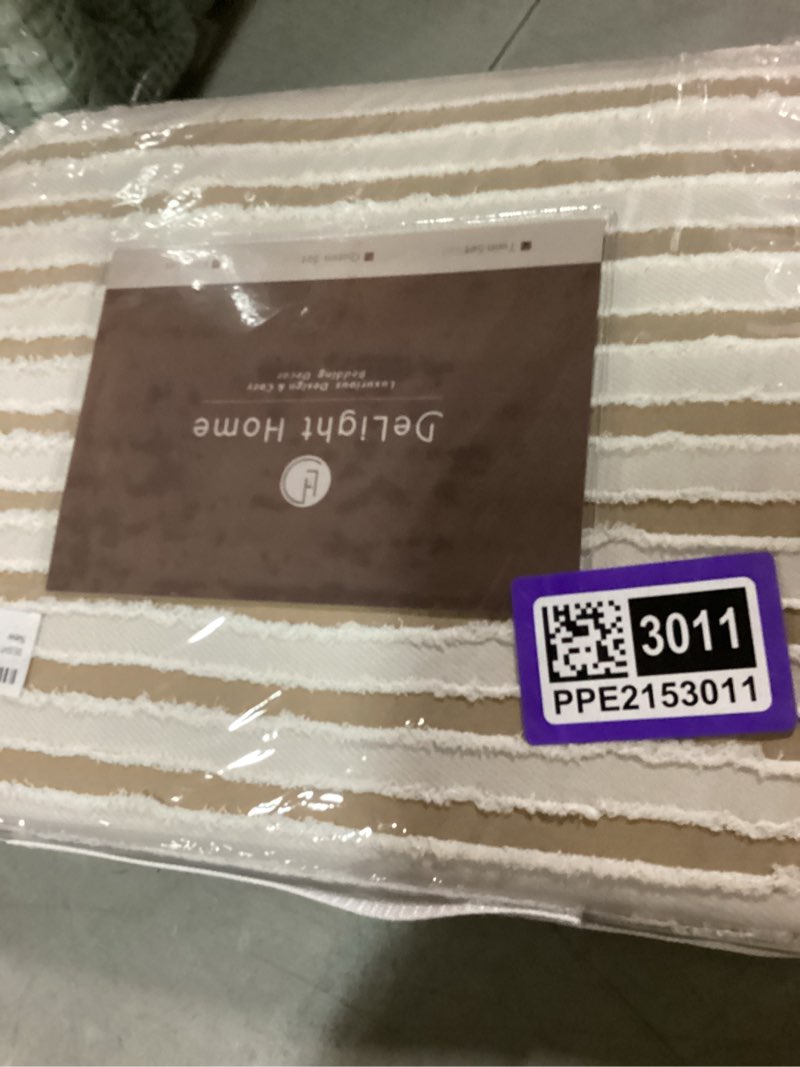 DeLight Home
Luxurious Design & Cozy
Bedding Decor
Twin Set
Queen Set
3011
PPE2153011